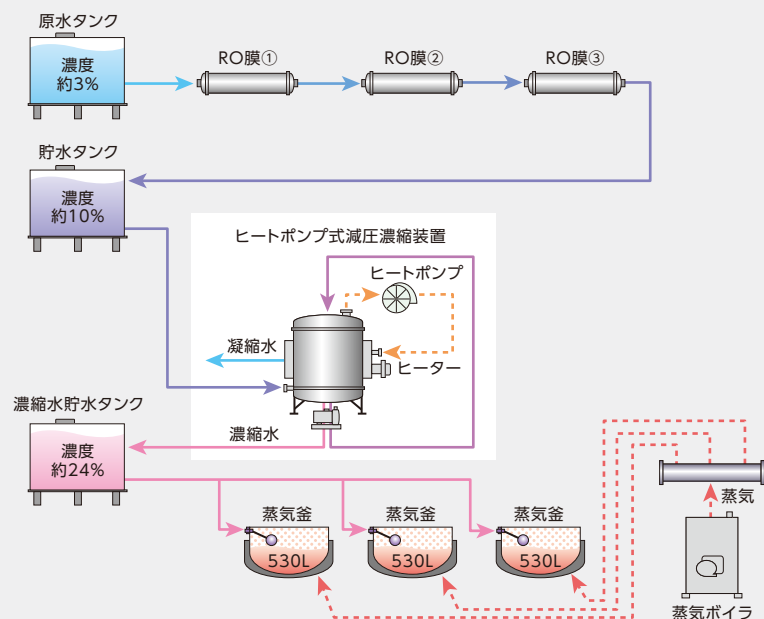 原水タンク
濃度
約3%
RO膜①
RO膜②
RO膜③
貯水タンク
濃度
約10%
ヒートポンプ式減圧濃縮装置
ヒートポンプ
凝縮水
ヒーター
濃縮水貯水タンク
濃縮水
濃度
約24%
蒸気釜
530L
蒸気釜
530L
蒸気釜
530L
蒸気
蒸気ボイラ